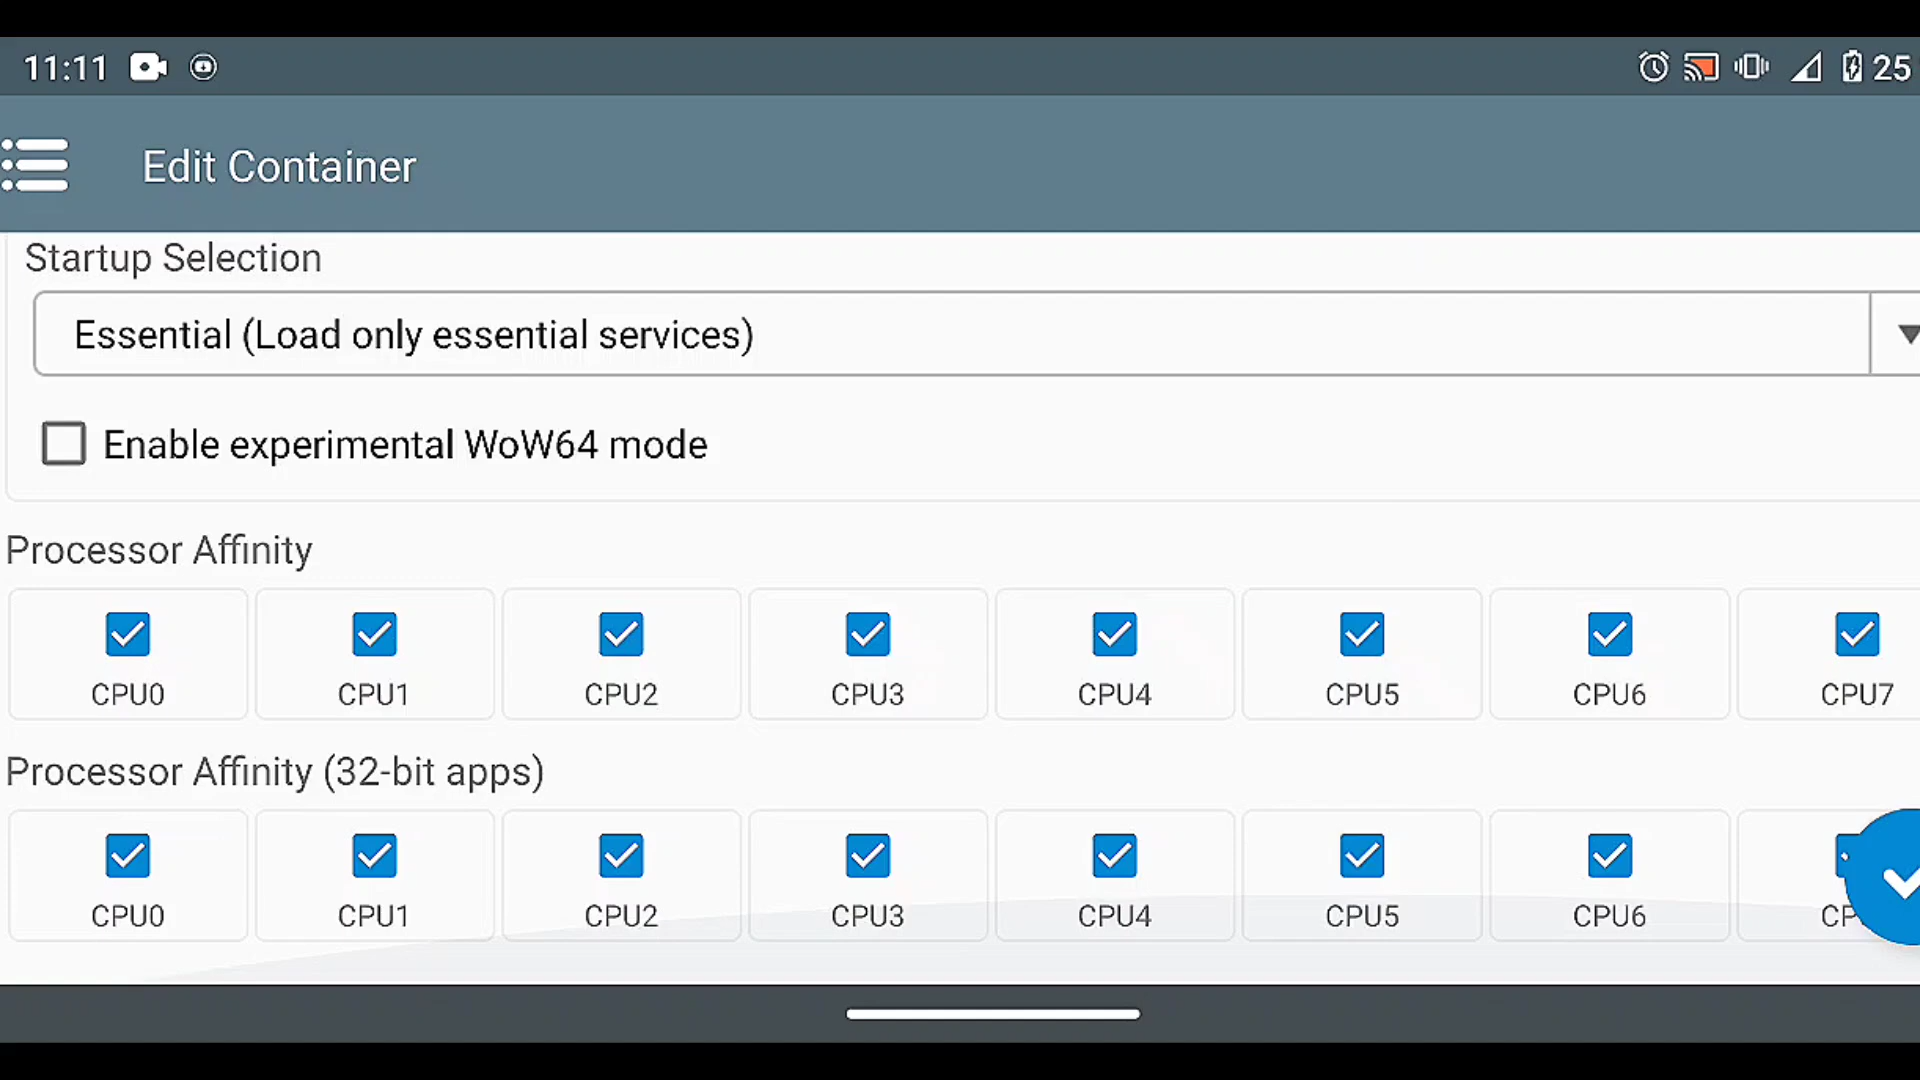 11:11 25
Edit Container
Startup Selection
Essential (Load only essential services)
Enable experimental WoW64 mode
Processor Affinity
CPU0 CPU1 CPU2 CPU3 CPU4 CPU5 CPU6 CPU7
Processor Affinity (32-bit apps)
CPU0 CPU1 CPU2 CPU3 CPU4 CPU5 CPU6